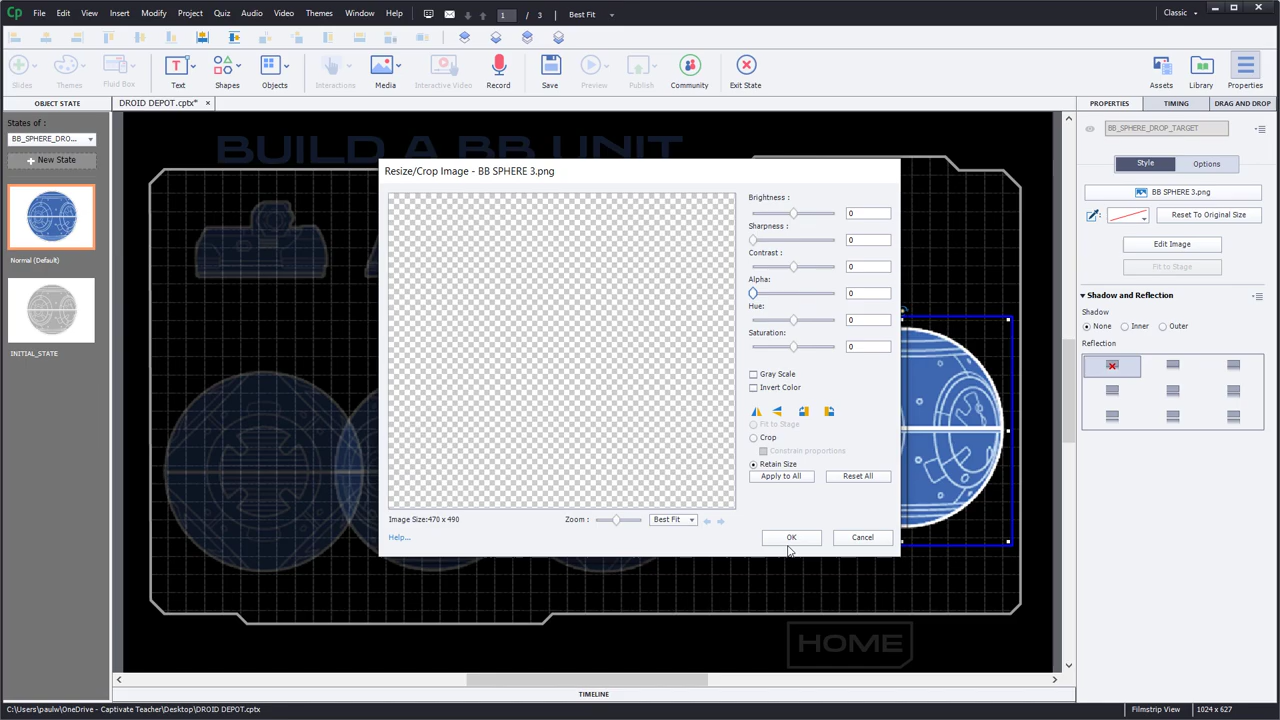 Cp File Edit View Insert Modify Project Quiz Audio Video Themes Window Help 1 / 3 Best Fit Classic
Slides Themes Fluid Box Text Shapes Objects Interactions Media Interactive Video Record Save Preview Publish Community Exit State Assets Library Properties
OBJECT STATE DROID DEPOT.cptx* × PROPERTIES TIMING DRAG AND DROP
States of :
BB_SPHERE_DRO...
New State
Normal (Default)
INITIAL_STATE
BUILD A BB UNIT
Resize/Crop Image - BB SPHERE 3.png
Brightness :
0
Sharpness :
0
Contrast :
0
Alpha:
0
Hue:
0
Saturation:
0
Gray Scale
Invert Color
Fit to Stage
Crop
Constrain proportions
Retain Size
Apply to All Reset All
Image Size:470 x 490 Zoom : Best Fit
Help... OK Cancel
HOME
BB_SPHERE_DROP_TARGET
Style Options
BB SPHERE 3.png
Reset To Original Size
Edit Image
Fit to Stage
Shadow and Reflection
Shadow
None Inner Outer
Reflection
TIMELINE
C:\Users\paulw\OneDrive - Captivate Teacher\Desktop\DROID DEPOT.cptx Filmstrip View 1024 x 627